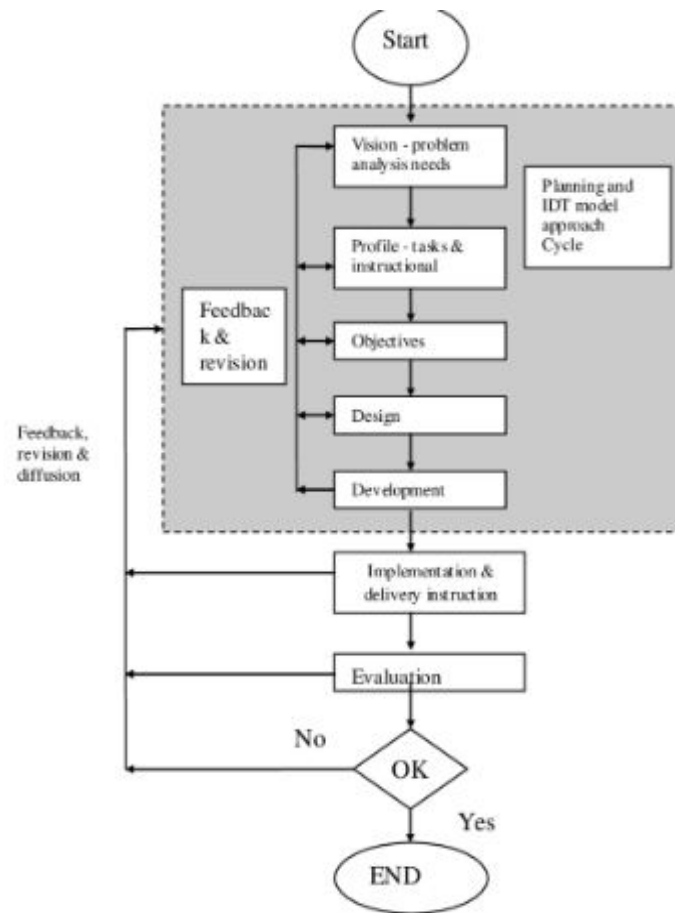 Start
Vision - problem
analysis needs
Planning and
IDT model
approach
Cycle
Profile - tasks &
instructional
Feedbac
k &
revision
Objectives
Design
Feedback,
revision &
diffusion
Development
Implementation &
delivery instruction
Evaluation
No
OK
Yes
END